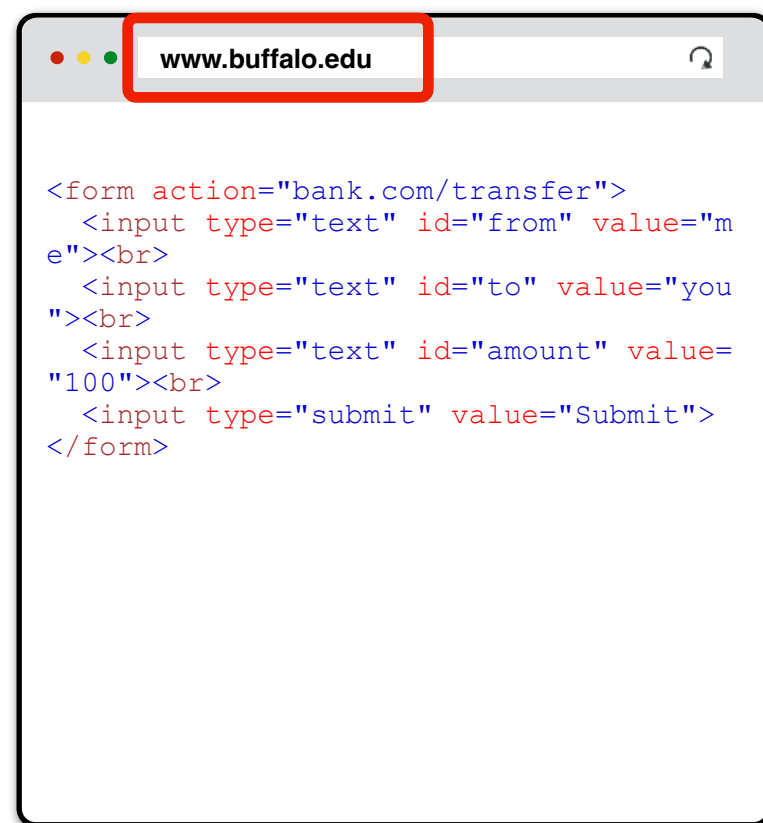 www.buffalo.edu
<form action="bank.com/transfer">
  <input type="text" id="from" value="m
e"><br>
  <input type="text" id="to" value="you
"><br>
  <input type="text" id="amount" value=
"100"><br>
  <input type="submit" value="Submit">
</form>